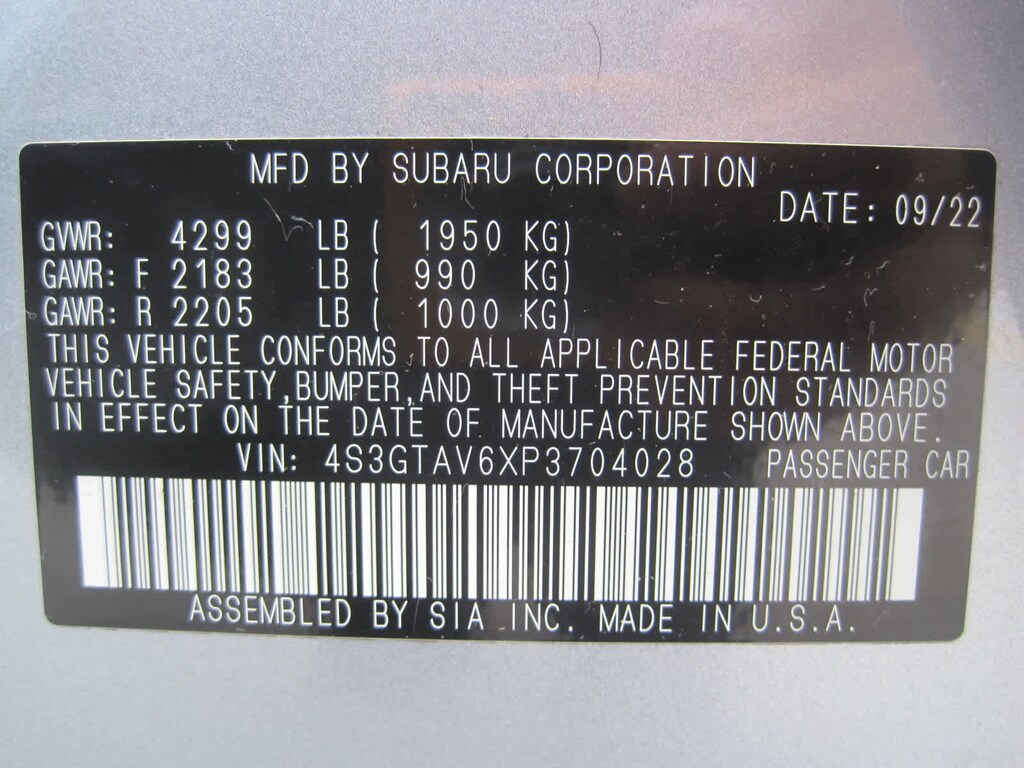 MFD BY SUBARU CORPORATION
DATE: 09/22
GVWR: 4299 LB ( 1950 KG)
GAWR: F 2183 LB ( 990 KG)
GAWR: R 2205 LB ( 1000 KG)
THIS VEHICLE CONFORMS TO ALL APPLICABLE FEDERAL MOTOR
VEHICLE SAFETY,BUMPER,AND THEFT PREVENTION STANDARDS
IN EFFECT ON THE DATE OF MANUFACTURE SHOWN ABOVE.
VIN: 4S3GTAV6XP3704028 PASSENGER CAR
ASSEMBLED BY SIA INC. MADE IN U.S.A.